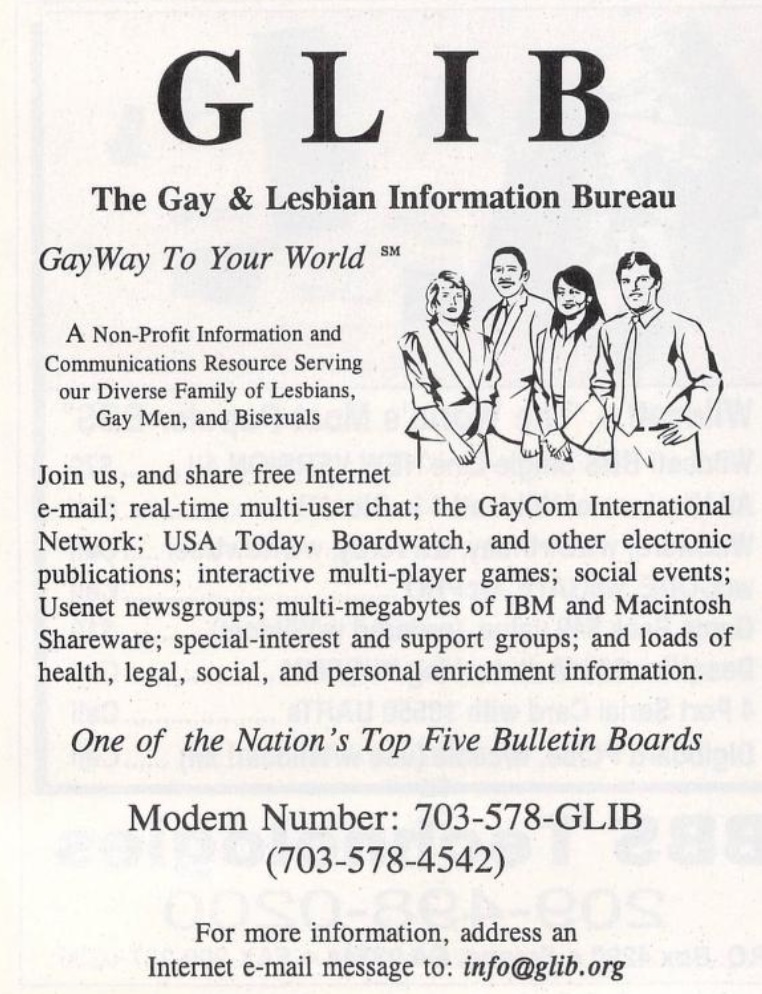 GLIB
The Gay & Lesbian Information Bureau
GayWay To Your World ℠
A Non-Profit Information and
Communications Resource Serving
our Diverse Family of Lesbians,
Gay Men, and Bisexuals
Join us, and share free Internet
e-mail; real-time multi-user chat; the GayCom International
Network; USA Today, Boardwatch, and other electronic
publications; interactive multi-player games; social events;
Usenet newsgroups; multi-megabytes of IBM and Macintosh
Shareware; special-interest and support groups; and loads of
health, legal, social, and personal enrichment information.
One of the Nation's Top Five Bulletin Boards
Modem Number: 703-578-GLIB
(703-578-4542)
For more information, address an
Internet e-mail message to: info@glib.org